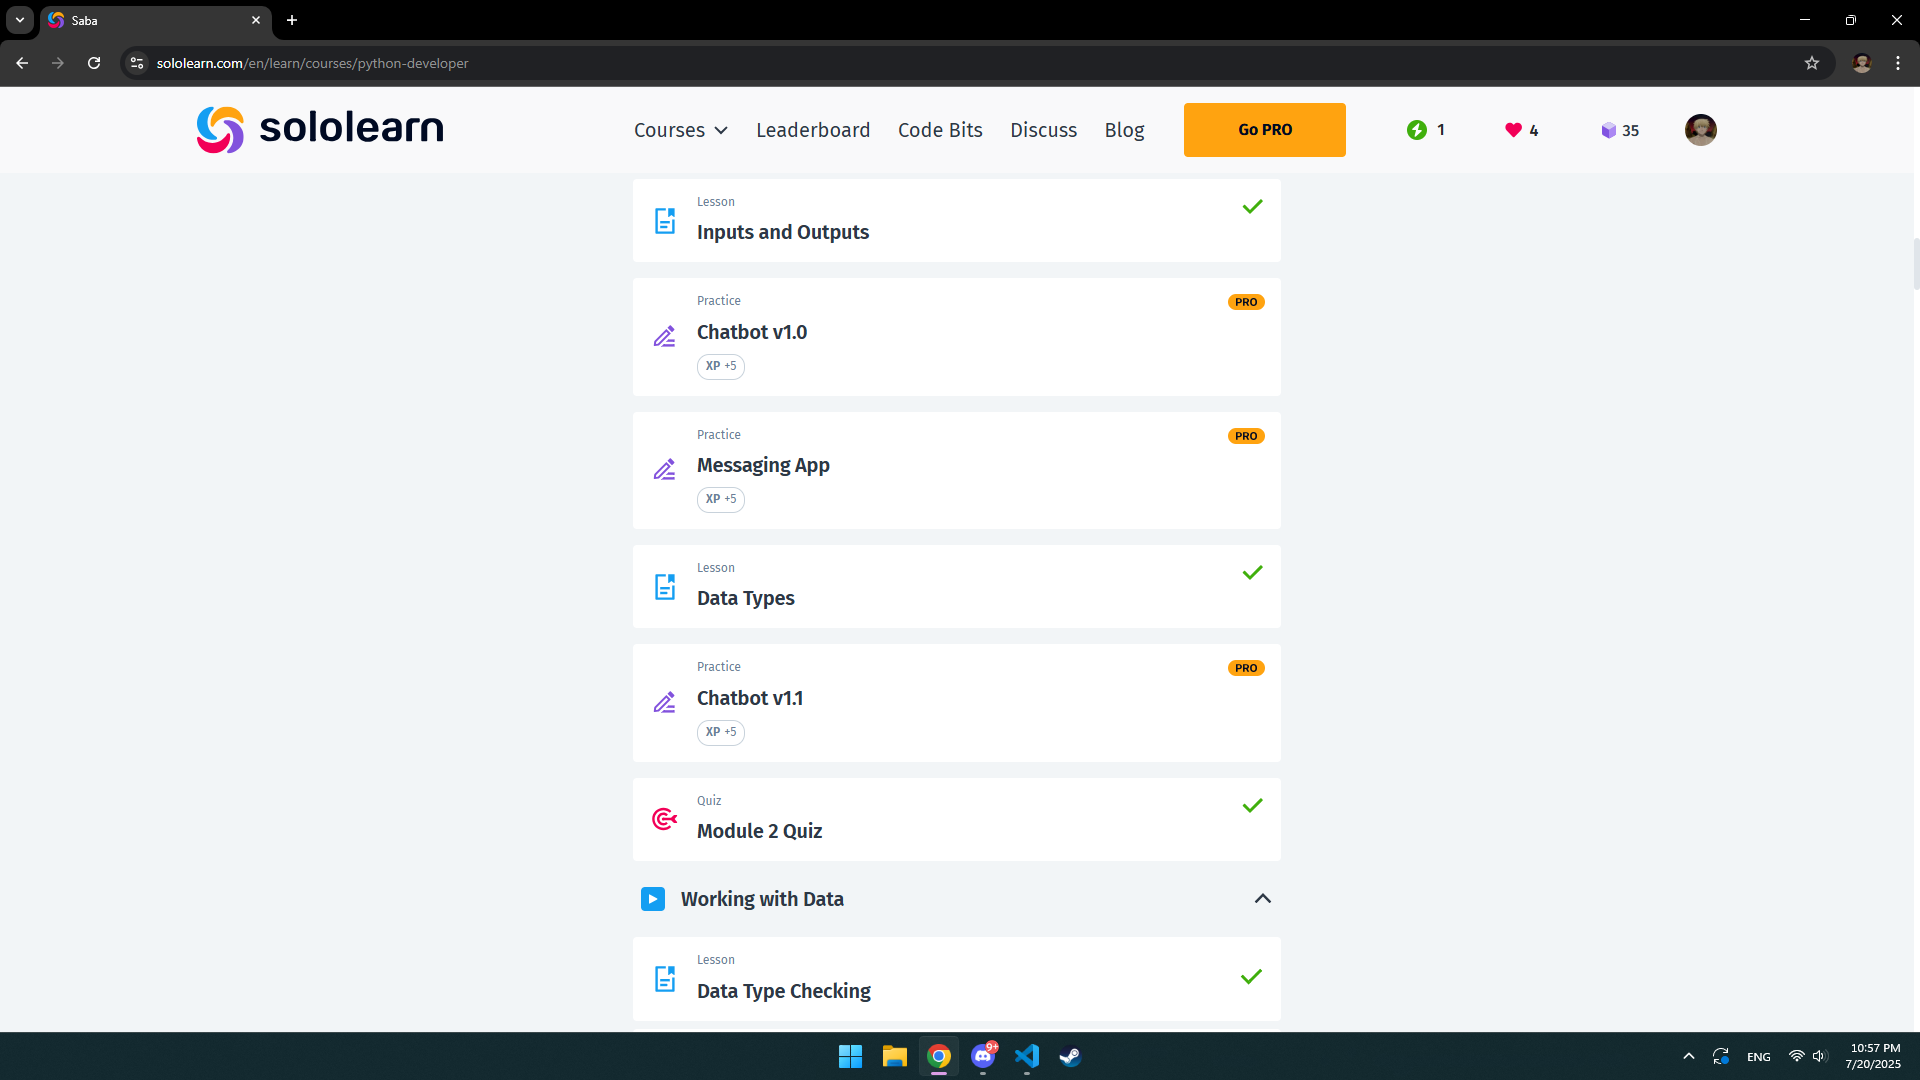 Saba
sololearn.com/en/learn/courses/python-developer
sololearn
Courses
Leaderboard
Code Bits
Discuss
Blog
Go PRO
1
4
35
Lesson
Inputs and Outputs
Practice
PRO
Chatbot v1.0
XP +5
Practice
PRO
Messaging App
XP +5
Lesson
Data Types
Practice
PRO
Chatbot v1.1
XP +5
Quiz
Module 2 Quiz
Working with Data
Lesson
Data Type Checking
9+
ENG
10:57 PM
7/20/2025